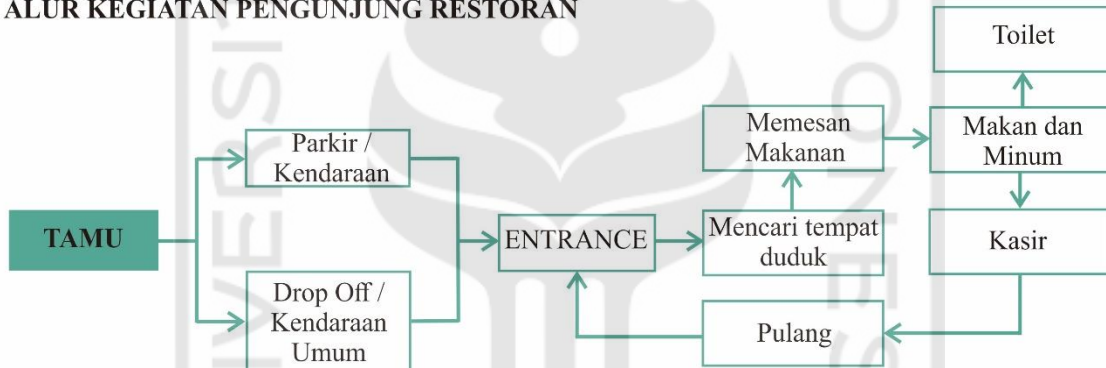 ALUR KEGIATAN PENGUNJUNG RESTORAN
TAMU
Parkir /
Kendaraan
Drop Off /
Kendaraan
Umum
ENTRANCE
Mencari tempat
duduk
Memesan
Makanan
Makan dan
Minum
Toilet
Kasir
Pulang